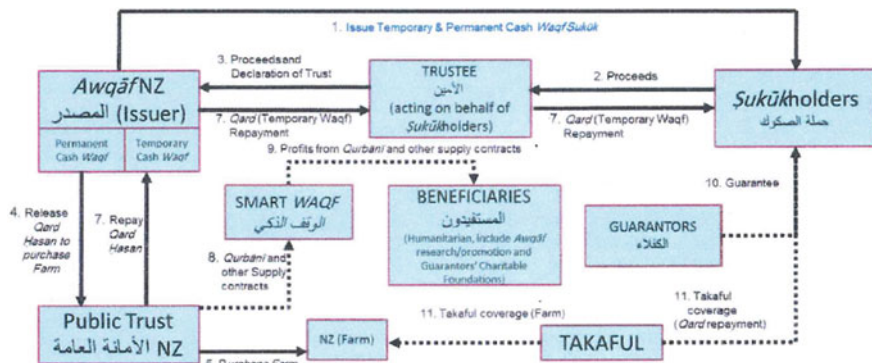 1. Issue Temporary & Permanent Cash Waqf Sukūk
Awqāf NZ
المصدر (Issuer)
Permanent
Cash Waqf
Temporary
Cash Waqf
3. Proceeds and
Declaration of Trust
TRUSTEE
الأمين
(acting on behalf of
Ṣukūkholders)
2. Proceeds
Ṣukūkholders
حملة الصكوك
7. Qard (Temporary Waqf)
Repayment
7. Qard (Temporary Waqf)
Repayment
9. Profits from Qurbāni and other supply contracts
4. Release
Qard
Hasan to
purchase
Farm
7. Repay
Qard
Hasan
SMART WAQF
الوقف الذكي
BENEFICIARIES
المستفيدون
(Humanitarian, include Awqāf
research/promotion and
Guarantors' Charitable
Foundations)
10. Guarantee
GUARANTORS
الكفلاء
8. Qurbāni and
other Supply
contracts
Public Trust
الأمانة العامة NZ
NZ (Farm)
11. Takaful coverage (Farm)
TAKAFUL
11. Takaful
coverage
(Qard repayment)
5. Purchase Farm